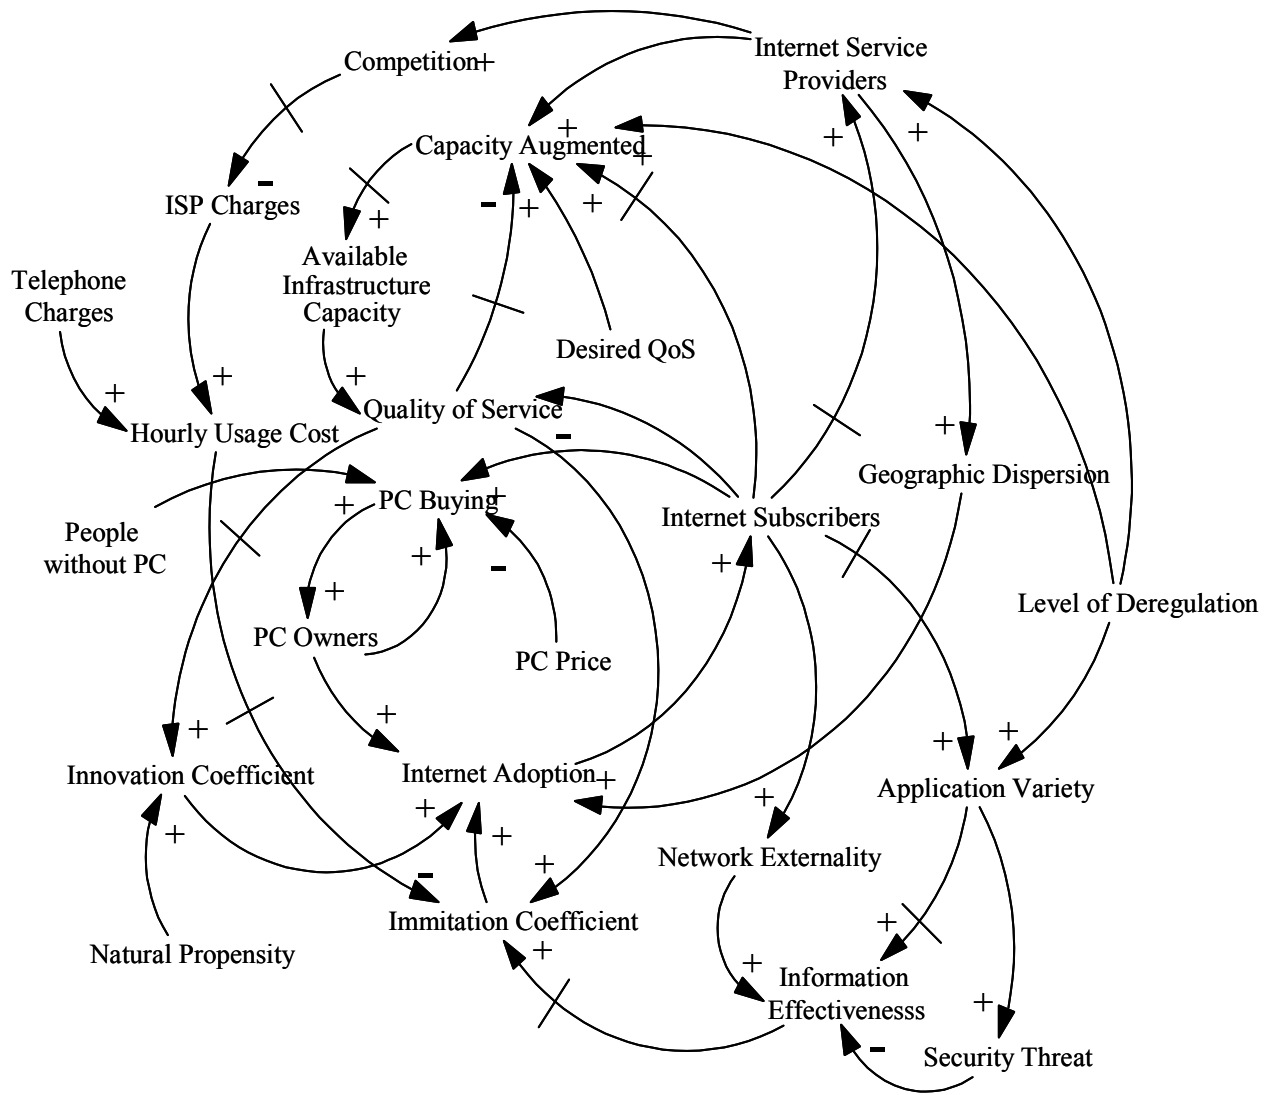 Internet Service
Providers
Competition+
+
Capacity Augmented
+
+
+
-
ISP Charges
-
+
+
+
Available
Infrastructure
Capacity
Telephone
Charges
Desired QoS
+
+
+
Quality of Service
+
Hourly Usage Cost
-
Geographic Dispersion
PC Buying
+
+
Internet Subscribers
People
without PC
+
-
+
+
Level of Deregulation
PC Owners
PC Price
+
+
+
+
Innovation Coefficient
Internet Adoption
+
Application Variety
+
+
+
+
Network Externality
+
-
Immitation Coefficient
+
+
Natural Propensity
+
Information
Effectivenesss
+
-
Security Threat